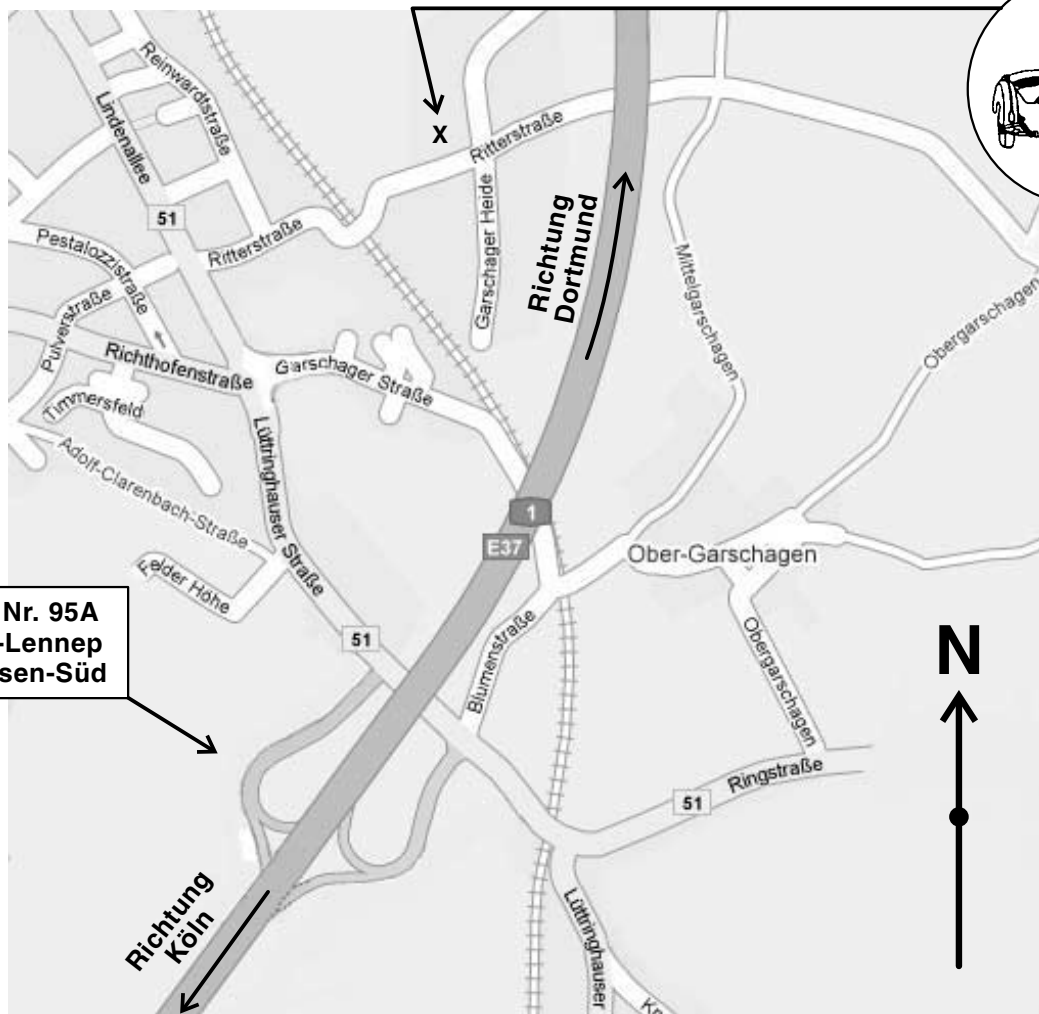 Reinwardtstraße
Lindenallee
X
Ritterstraße
Garschager Heide
Richtung
Dortmund
51
Pestalozzistraße
Ritterstraße
Mittelgarschagen
Pulverstraße
Obergarschagen
Richthofenstraße
Garschager Straße
Timmersfeld
Lüttringhauser Straße
Adolf-Clarenbach-Straße
1
E37
Ober-Garschagen
Felder Höhe
Nr. 95A
-Lennep
sen-Süd
51
Blumenstraße
Obergarschagen
N
Ringstraße
51
Richtung
Köln
Lüttringhauser